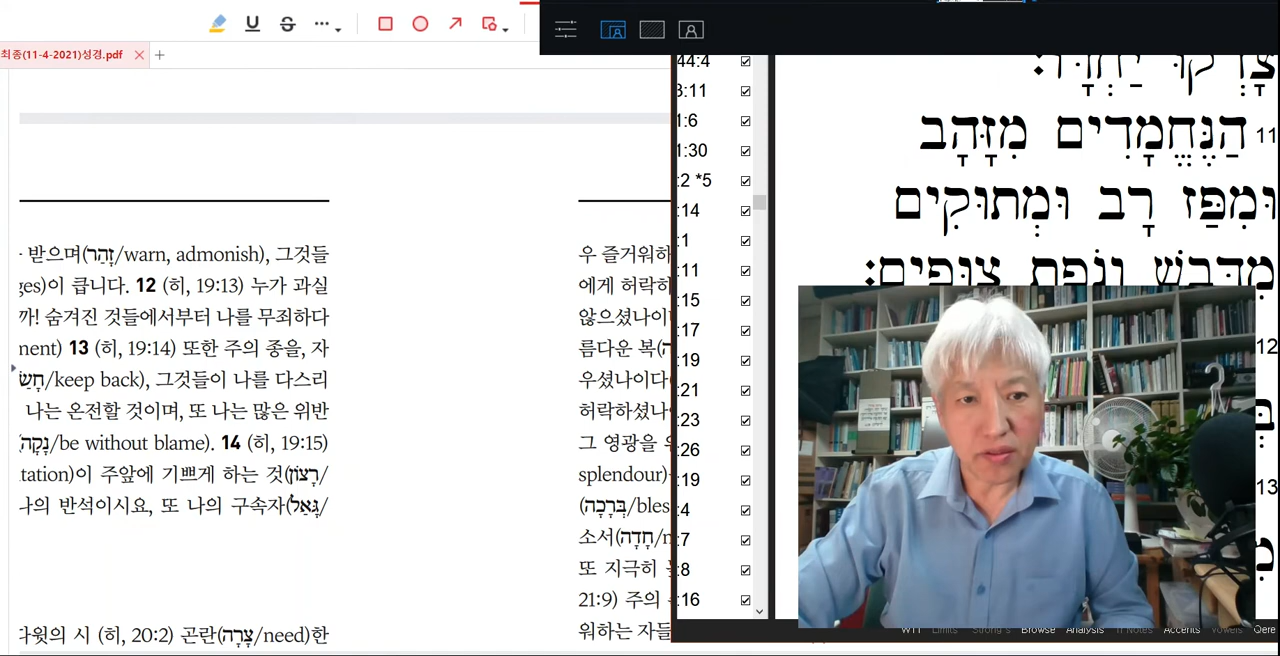 최종(11-4-2021)성경.pdf
받으며(זָהַר/warn, admonish), 그것들
ges)이 큽니다. 12 (히, 19:13) 누가 과실
까! 숨겨진 것들에서부터 나를 무죄하다
nent) 13 (히, 19:14) 또한 주의 종을, 자
/keep back), 그것들이 나를 다스리
나는 온전할 것이며, 또 나는 많은 위반
נָקָה/be without blame). 14 (히, 19:15)
tation)이 주앞에 기쁘게 하는 것(רָצוֹן/
나의 반석이시요, 또 나의 구속자(גָּאַל/
다윗의 시 (히, 20:2) 곤란(צָרָה/need)한
우 즐거워하
에게 허락하
않으셨나이
름다운 복(
우셨나이다
허락하셨나
그 영광을
splendour)
(בְּרָכָה/bles
소서(חָדָה/
또 지극히
21:9) 주의
워하는 자들
44:4
3:11
1:6
1:30
:2 *5
:14
:1
:11
:15
:17
:19
:21
:23
:26
:19
:4
:7
:8
:16
צָדְקוּ יַחְדָּו׃
11 הַנֶּחֱמָדִים מִזָּהָב
וּמִפַּז רָב וּמְתוּקִים
מִדְּבַשׁ וְנֹפֶת צוּפִים׃
12
13
WTT Limits Strong's Browse Analysis Accents Vowels Qere